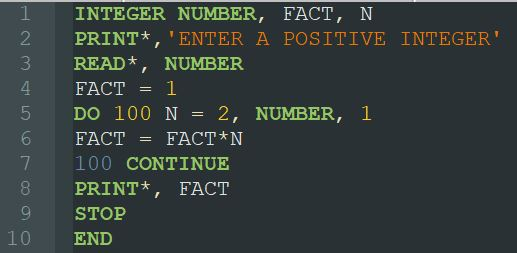 1 INTEGER NUMBER, FACT, N
2 PRINT*,'ENTER A POSITIVE INTEGER'
3 READ*, NUMBER
4 FACT = 1
5 DO 100 N = 2, NUMBER, 1
6 FACT = FACT*N
7 100 CONTINUE
8 PRINT*, FACT
9 STOP
10 END